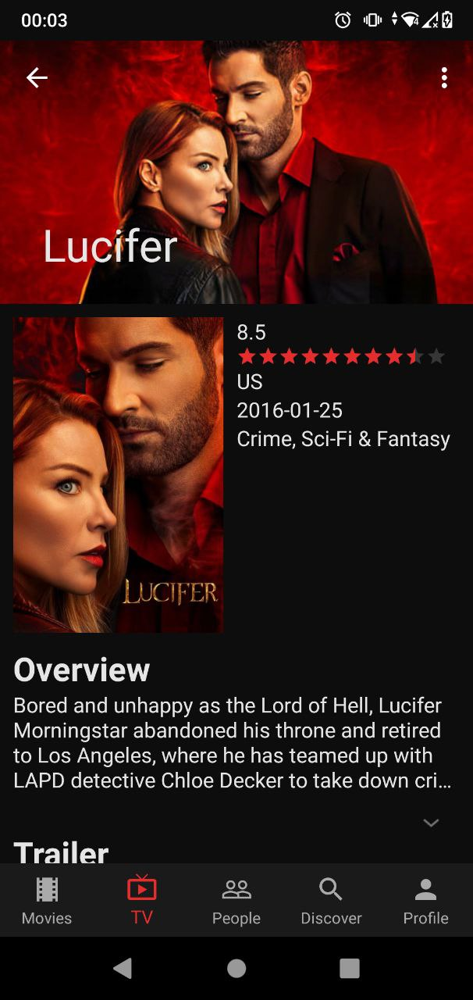 00:03
4
Lucifer
8.5
US
2016-01-25
Crime, Sci-Fi & Fantasy
LUCIFER
Overview
Bored and unhappy as the Lord of Hell, Lucifer
Morningstar abandoned his throne and retired
to Los Angeles, where he has teamed up with
LAPD detective Chloe Decker to take down cri…
Trailer
Movies
TV
People
Discover
Profile